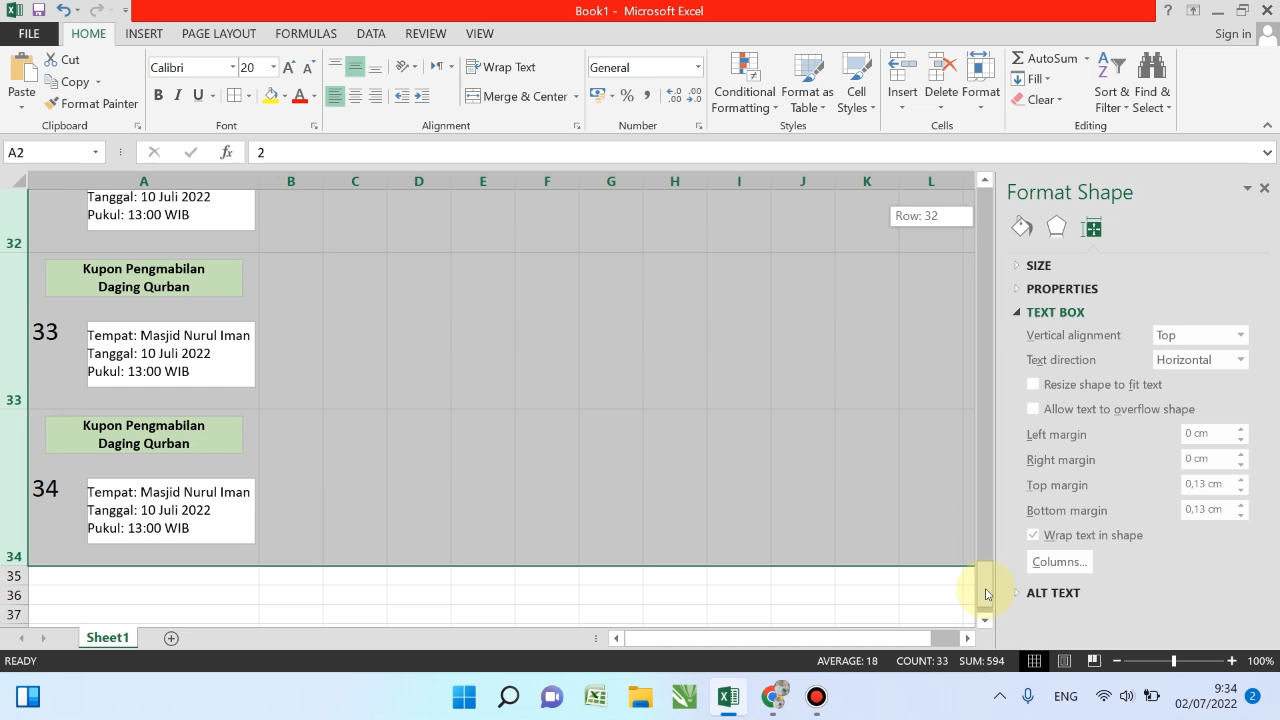 Book1 - Microsoft Excel
?
FILE HOME INSERT PAGE LAYOUT FORMULAS DATA REVIEW VIEW Sign in
Paste
Cut
Copy
Format Painter
Clipboard
Calibri 20
B I U
Font
Wrap Text
Merge & Center
Alignment
General
%
Number
Conditional Formatting
Format as Table
Cell Styles
Styles
Insert
Delete
Format
Cells
AutoSum
Fill
Clear
Sort & Filter
Find & Select
Editing
A2 fx 2
A B C D E F G H I J K L
Row: 32
Tanggal: 10 Juli 2022
Pukul: 13:00 WIB
32
Kupon Pengmabilan
Daging Qurban
33
Tempat: Masjid Nurul Iman
Tanggal: 10 Juli 2022
Pukul: 13:00 WIB
33
Kupon Pengmabilan
Daging Qurban
34
Tempat: Masjid Nurul Iman
Tanggal: 10 Juli 2022
Pukul: 13:00 WIB
34
35
36
37
Format Shape
SIZE
PROPERTIES
TEXT BOX
Vertical alignment Top
Text direction Horizontal
Resize shape to fit text
Allow text to overflow shape
Left margin 0 cm
Right margin 0 cm
Top margin 0,13 cm
Bottom margin 0,13 cm
Wrap text in shape
Columns...
ALT TEXT
Sheet1
READY AVERAGE: 18 COUNT: 33 SUM: 594 100%
ENG 9:34
02/07/2022 2